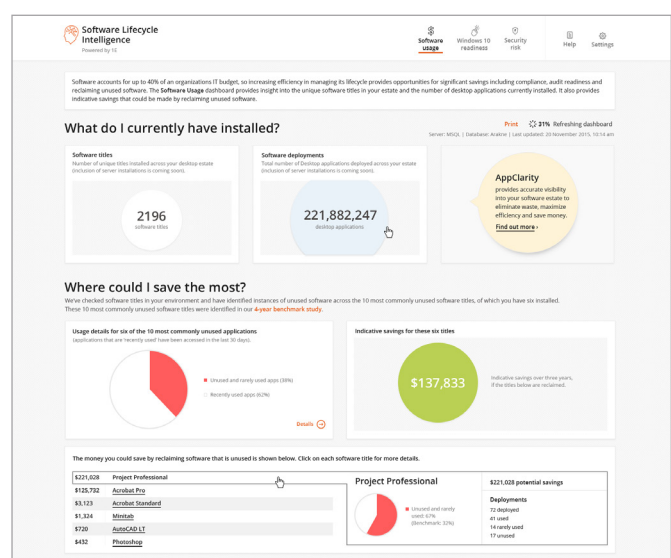 Software Lifecycle
Intelligence
Powered by 1E
Software
usage
Windows 10
readiness
Security
risk
Help
Settings
Software accounts for up to 40% of an organizations IT budget, so increasing efficiency in managing its lifecycle provides opportunities for significant savings including compliance, audit readiness and
reclaiming unused software. The Software Usage dashboard provides insight into the unique software titles in your estate and the number of desktop applications currently installed. It also provides
indicative savings that could be made by reclaiming unused software.
What do I currently have installed?
Print 31% Refreshing dashboard
Server: MSQL | Database: Arakne | Last updated: 20 November 2015, 10:14 am
Software titles
Number of unique titles installed across your desktop estate
(inclusion of server installations is coming soon).
2196
software titles
Software deployments
Total number of Desktop applications deployed across your estate
(inclusion of server installations is coming soon).
221,882,247
desktop applications
AppClarity
provides accurate visibility
into your software estate to
eliminate waste, maximize
efficiency and save money.
Find out more ›
Where could I save the most?
We've checked software titles in your environment and have identified instances of unused software across the 10 most commonly unused software titles, of which you have six installed.
These 10 most commonly unused software titles were identified in our 4-year benchmark study.
Usage details for six of the 10 most commonly unused applications
(applications that are 'recently used' have been accessed in the last 30 days).
Unused and rarely used apps (38%)
Recently used apps (62%)
Details
Indicative savings for these six titles
$137,833
Indicative savings over three years,
if the titles below are reclaimed.
The money you could save by reclaiming software that is unused is shown below. Click on each software title for more details.
$221,028 Project Professional
$125,732 Acrobat Pro
$3,123 Acrobat Standard
$1,324 Minitab
$720 AutoCAD LT
$432 Photoshop
Project Professional
Unused and rarely
used: 67%
(Benchmark: 32%)
$221,028 potential savings
Deployments
72 deployed
41 used
14 rarely used
17 unused